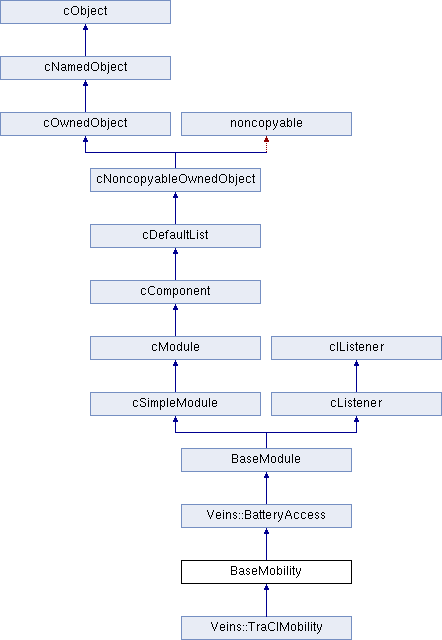 cObject
cNamedObject
cOwnedObject
noncopyable
cNoncopyableOwnedObject
cDefaultList
cComponent
cModule
cIListener
cSimpleModule
cListener
BaseModule
Veins::BatteryAccess
BaseMobility
Veins::TraCIMobility